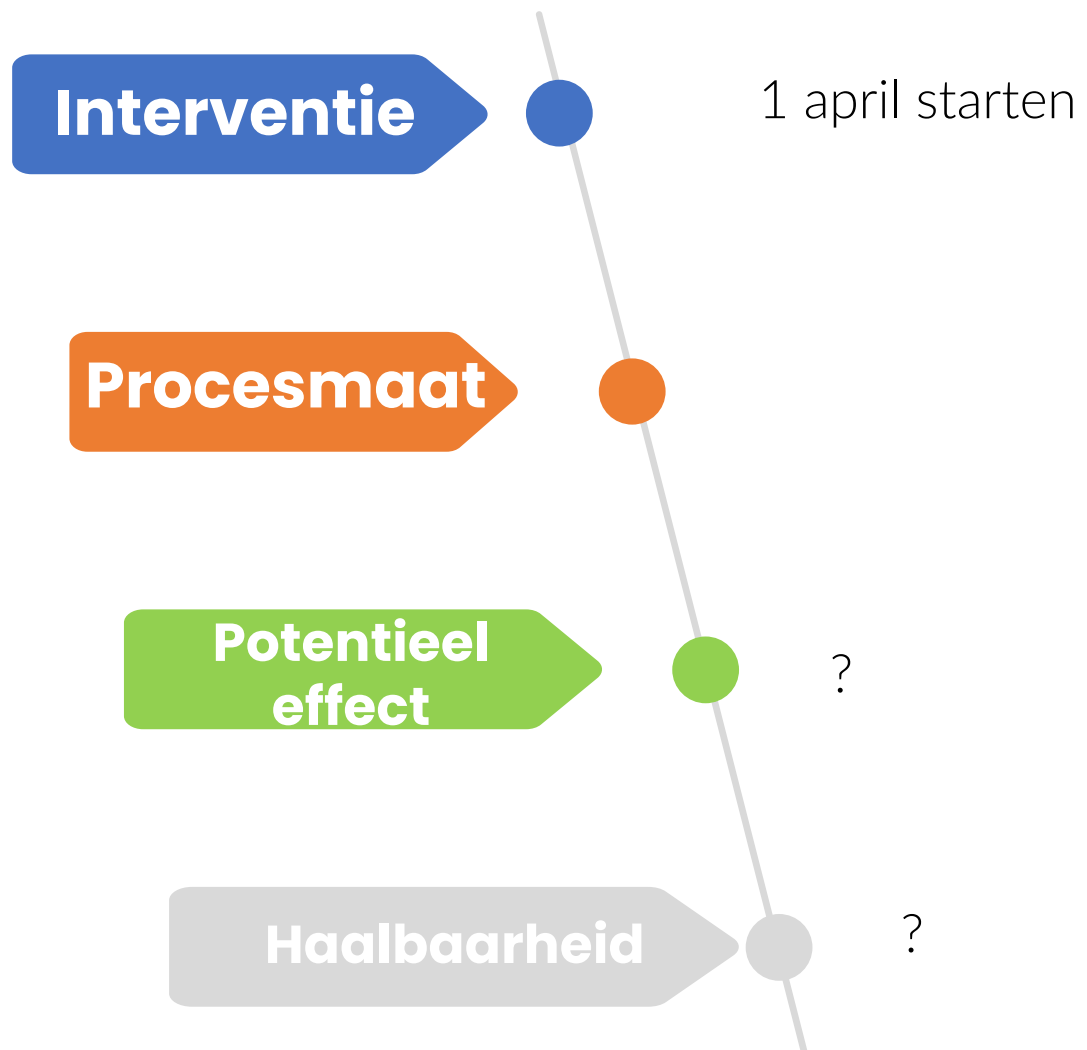 Interventie
1 april starten
Procesmaat
Potentieel
effect
?
Haalbaarheid
?